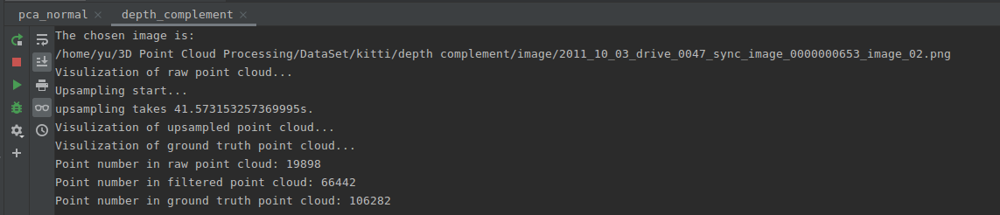 pca_normal × depth_complement ×
The chosen image is:
/home/yu/3D Point Cloud Processing/DataSet/kitti/depth complement/image/2011_10_03_drive_0047_sync_image_0000000653_image_02.png
Visulization of raw point cloud...
Upsampling start...
upsampling takes 41.573153257369995s.
Visulization of upsampled point cloud...
Visulization of ground truth point cloud...
Point number in raw point cloud: 19898
Point number in filtered point cloud: 66442
Point number in ground truth point cloud: 106282